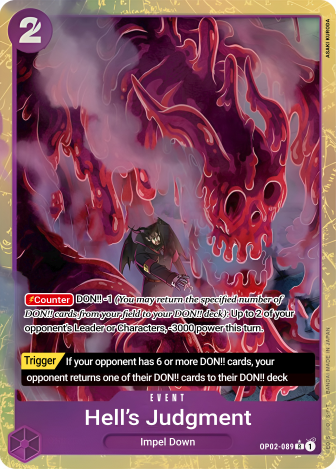 2
ASAKI KURODA
⚡Counter DON!! -1 (You may return the specified number of
DON!! cards from your field to your DON!! deck): Up to 2 of your
opponent's Leader or Characters, -3000 power this turn.
Trigger If your opponent has 6 or more DON!! cards, your
opponent returns one of their DON!! cards to their DON!! deck
EVENT
Hell's Judgment
Impel Down
OP02-089 R 1